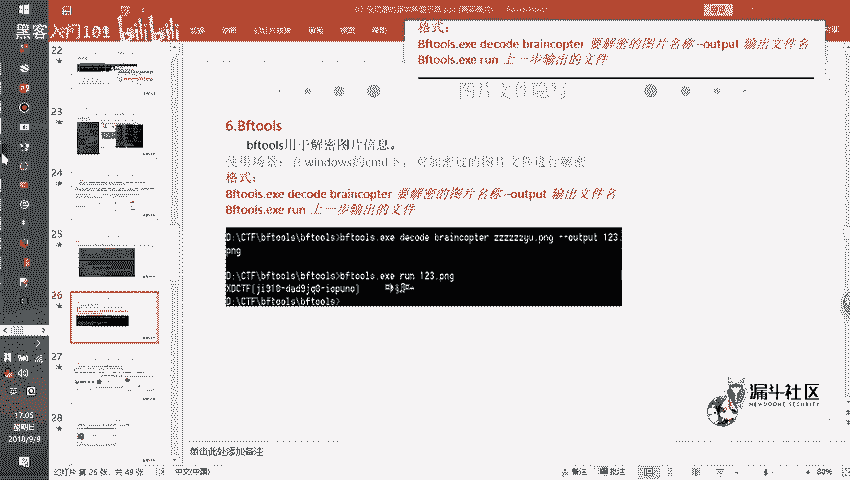 黑客入门101 bilibili
格式：
Bftools.exe decode braincopter 要解密的图片名称 --output 输出文件名
Bftools.exe run 上一步输出的文件
图片文件隐写
6.Bftools
bftools用于解密图片信息。
使用场景：在windows的cmd下，对加密过的图片文件进行解密
格式：
Bftools.exe decode braincopter 要解密的图片名称 -output 输出文件名
Bftools.exe run 上一步输出的文件
D:\CTF\bftools\bftools>bftools.exe decode braincopter zzzzzzyu.png --output 123.
png
D:\CTF\bftools\bftools>bftools.exe run 123.png
D:\CTF\bftools\bftools>
22
23
24
25
26
27
28
漏斗社区
单击此处添加备注
17:05
星期日
2018/9/9
幻灯片 第 26 张，共 49 张
中文(中国)
备注
批注
80%